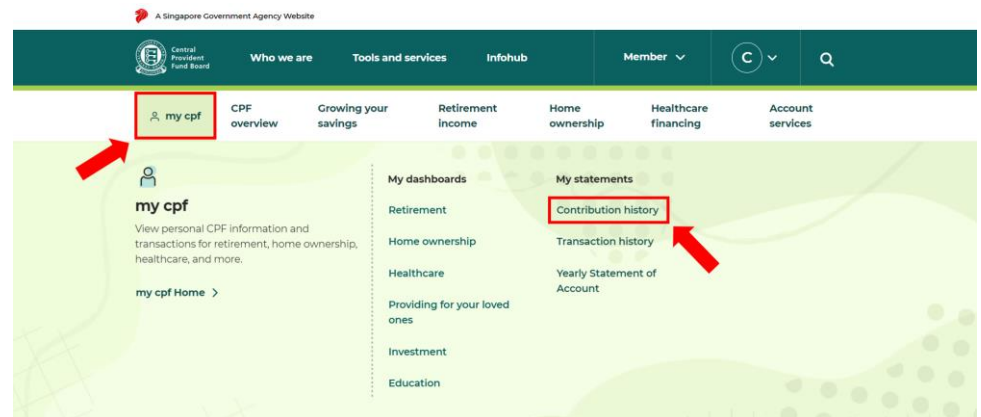 A Singapore Government Agency Website
Central
Provident
Fund Board
Who we are
Tools and services
Infohub
Member
C
my cpf
CPF
overview
Growing your
savings
Retirement
income
Home
ownership
Healthcare
financing
Account
services
my cpf
View personal CPF information and
transactions for retirement, home ownership,
healthcare, and more.
my cpf Home >
My dashboards
Retirement
Home ownership
Healthcare
Providing for your loved
ones
Investment
Education
My statements
Contribution history
Transaction history
Yearly Statement of
Account